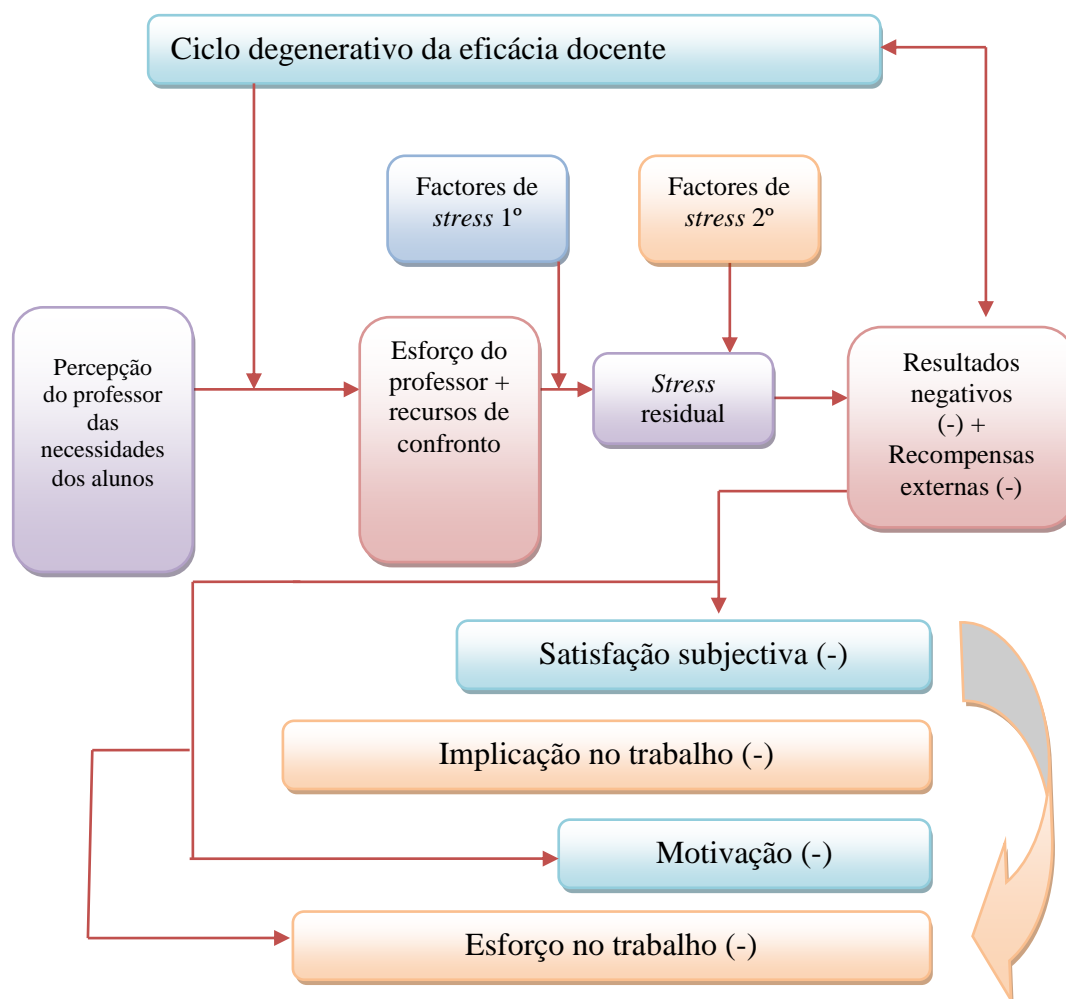 Ciclo degenerativo da eficácia docente
Factores de
stress 1º
Factores de
stress 2º
Percepção
do professor
das
necessidades
dos alunos
Esforço do
professor +
recursos de
confronto
Stress
residual
Resultados
negativos
(-) +
Recompensas
externas (-)
Satisfação subjectiva (-)
Implicação no trabalho (-)
Motivação (-)
Esforço no trabalho (-)